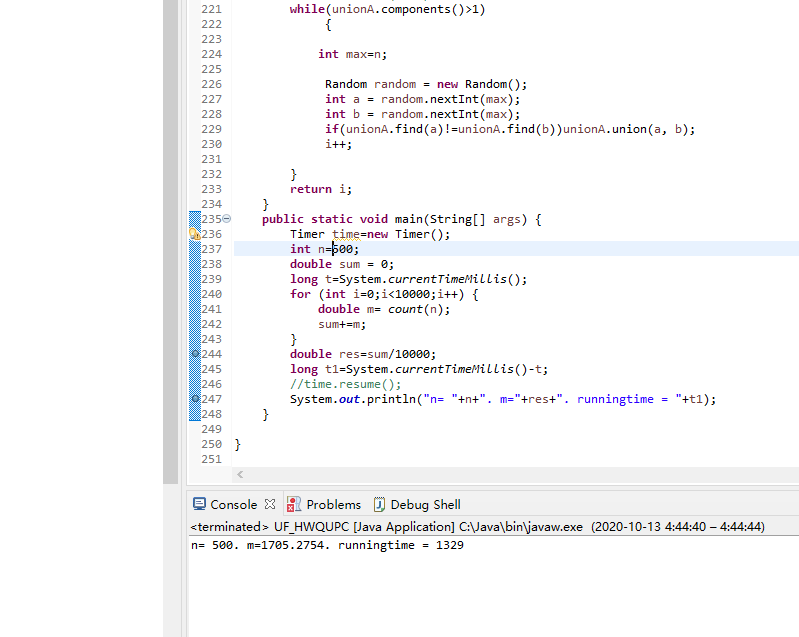 221 while(unionA.components()>1)
222 {
223
224 int max=n;
225
226 Random random = new Random();
227 int a = random.nextInt(max);
228 int b = random.nextInt(max);
229 if(unionA.find(a)!=unionA.find(b))unionA.union(a, b);
230 i++;
231
232 }
233 return i;
234 }
235 public static void main(String[] args) {
236 Timer time=new Timer();
237 int n=500;
238 double sum = 0;
239 long t=System.currentTimeMillis();
240 for (int i=0;i<10000;i++) {
241 double m= count(n);
242 sum+=m;
243 }
244 double res=sum/10000;
245 long t1=System.currentTimeMillis()-t;
246 //time.resume();
247 System.out.println("n= "+n+". m="+res+". runningtime = "+t1);
248 }
249
250 }
251
Console Problems Debug Shell
<terminated> UF_HWQUPC [Java Application] C:\Java\bin\javaw.exe (2020-10-13 4:44:40 – 4:44:44)
n= 500. m=1705.2754. runningtime = 1329